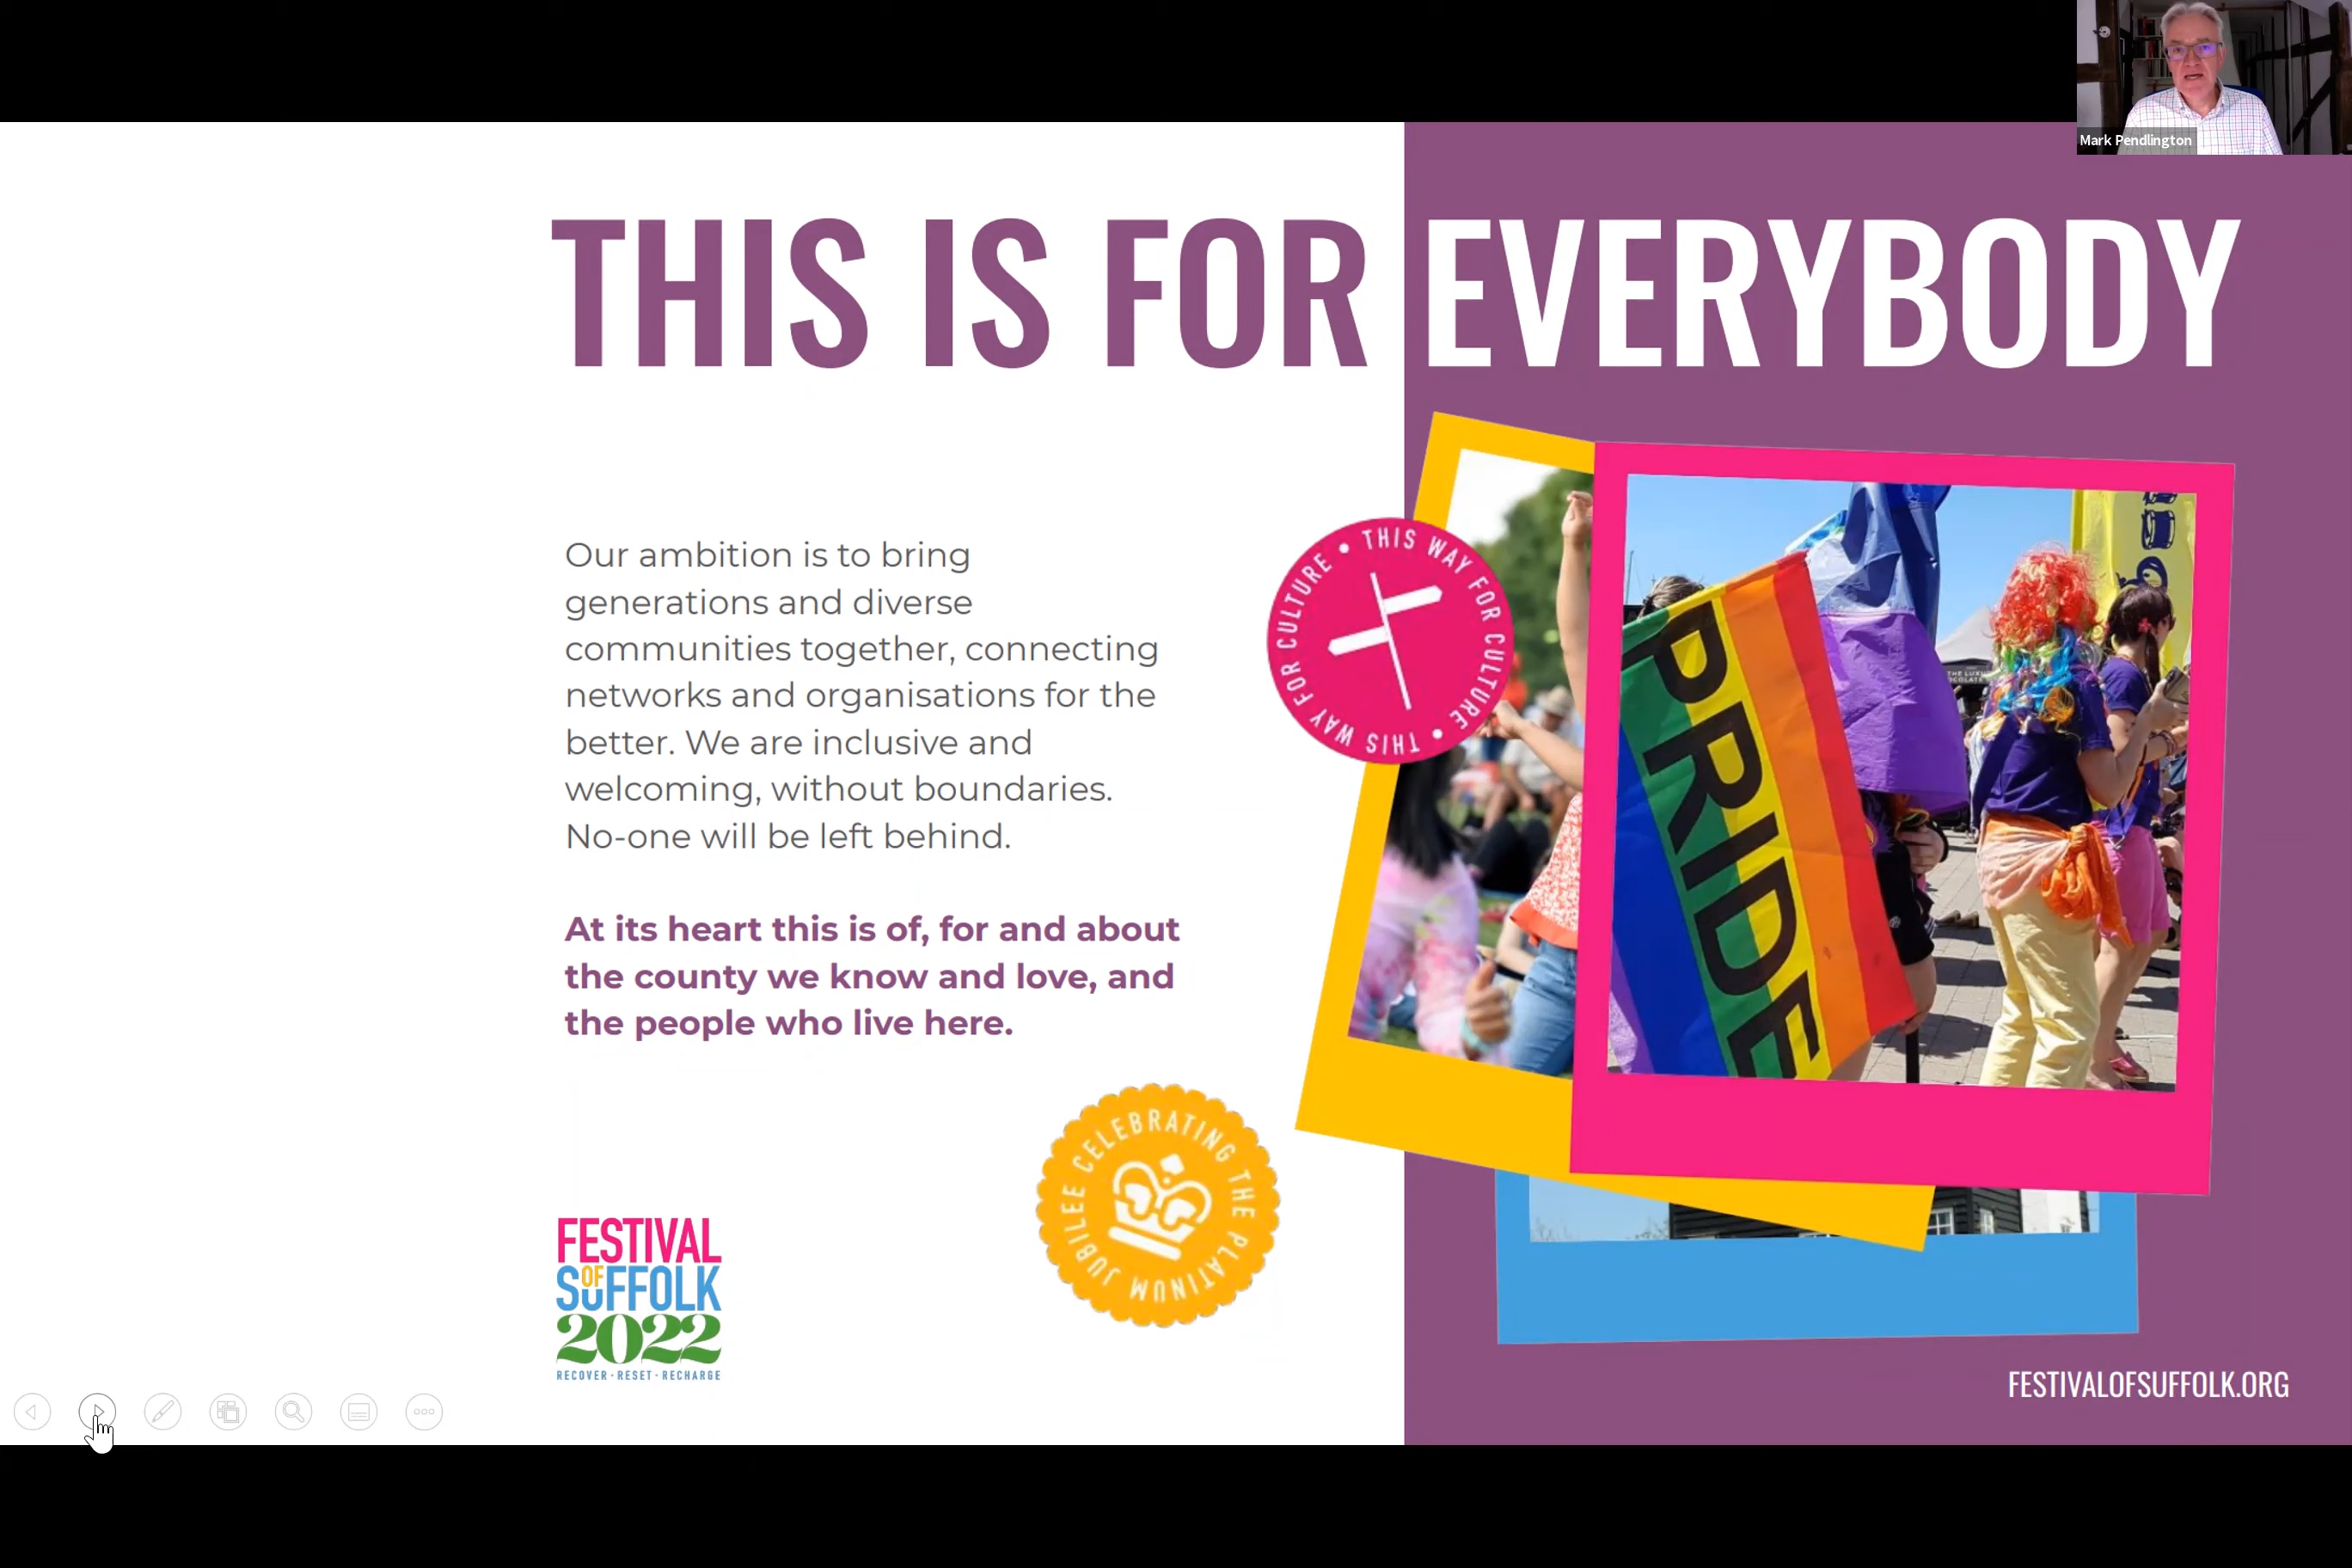 Mark Pendlington
THIS IS FOR EVERYBODY
Our ambition is to bring
generations and diverse
communities together, connecting
networks and organisations for the
better. We are inclusive and
welcoming, without boundaries.
No-one will be left behind.
At its heart this is of, for and about
the county we know and love, and
the people who live here.
THIS WAY FOR CULTURE • THIS WAY FOR CULTURE •
PRIDE
THE LUX
CELEBRATING THE PLATINUM JUBILEE
FESTIVAL
OF
SUFFOLK
2022
RECOVER · RESET · RECHARGE
FESTIVALOFSUFFOLK.ORG